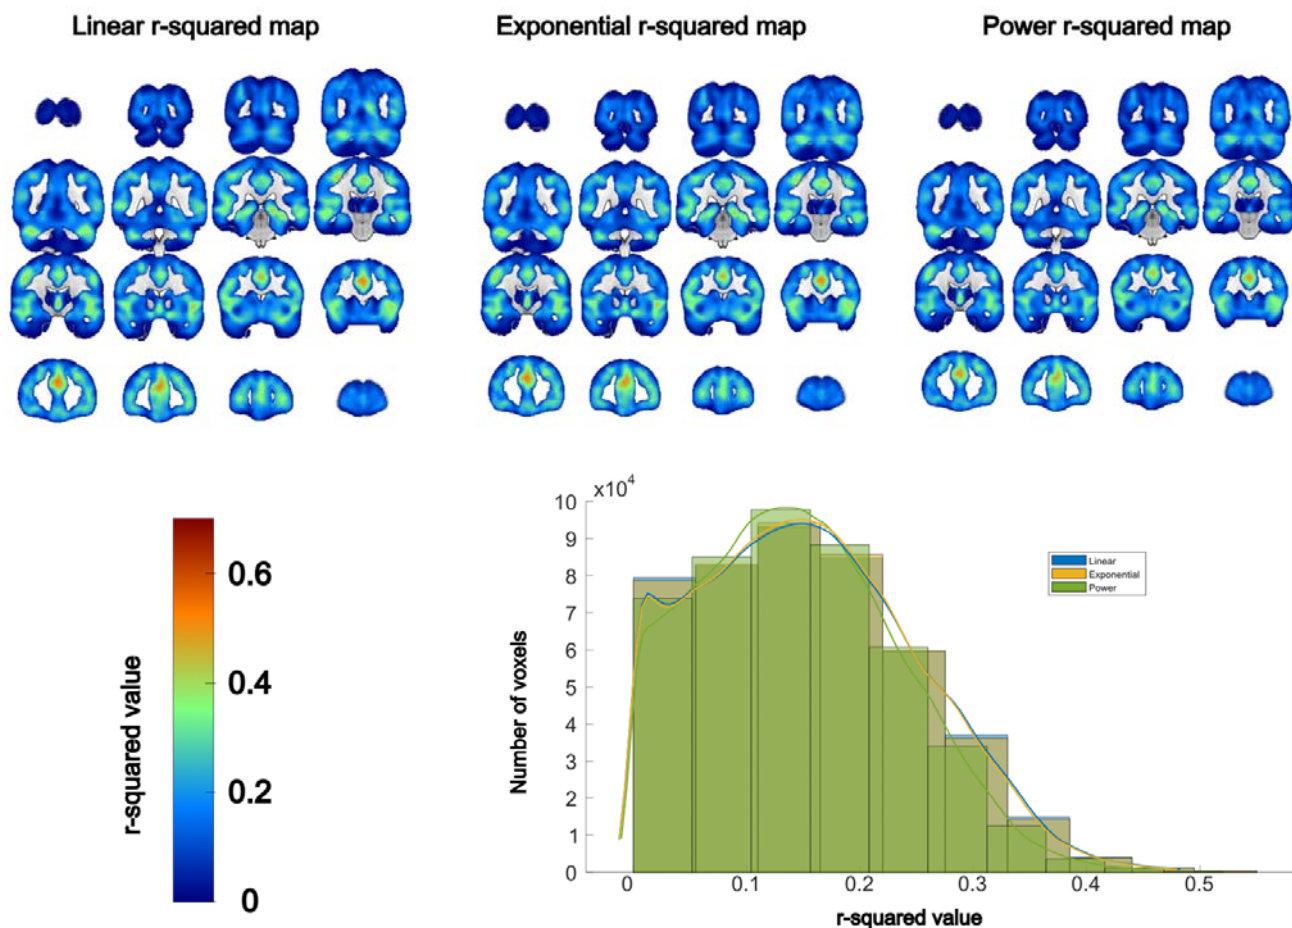 Linear r-squared map
Exponential r-squared map
Power r-squared map
r-squared value
0.6
0.4
0.2
0
x10⁴
10
9
8
7
6
5
4
3
2
1
0
Number of voxels
0 0.1 0.2 0.3 0.4 0.5
r-squared value
Linear
Exponential
Power